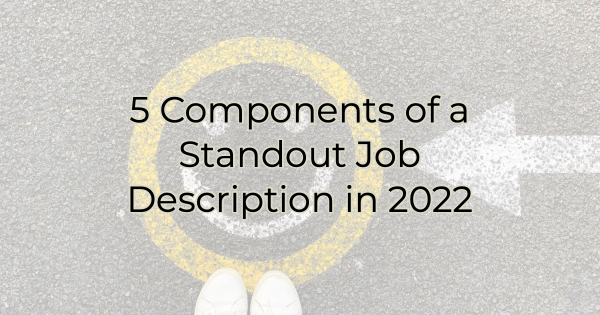 5 Components of a
Standout Job
Description in 2022